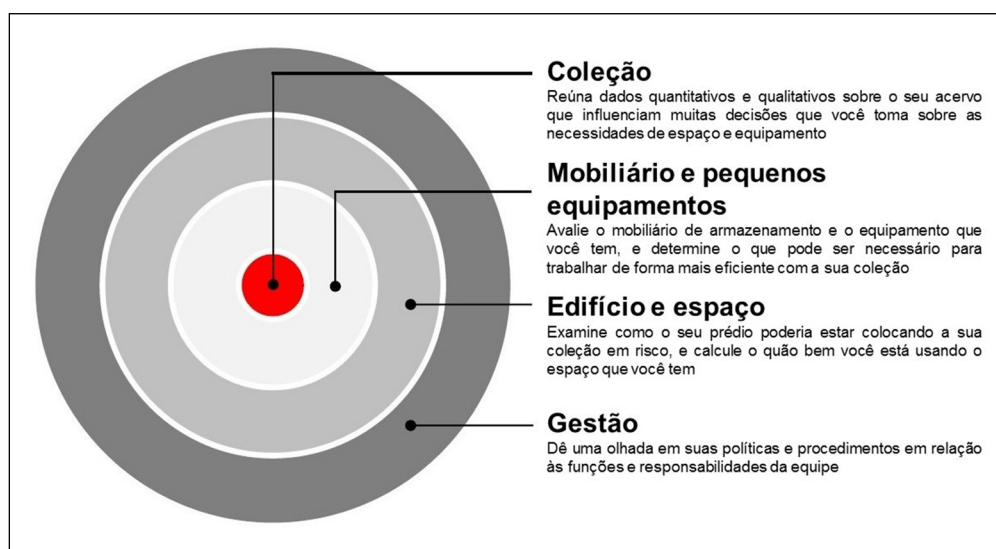 Coleção
Reúna dados quantitativos e qualitativos sobre o seu acervo
que influenciam muitas decisões que você toma sobre as
necessidades de espaço e equipamento
Mobiliário e pequenos
equipamentos
Avalie o mobiliário de armazenamento e o equipamento que
você tem, e determine o que pode ser necessário para
trabalhar de forma mais eficiente com a sua coleção
Edifício e espaço
Examine como o seu prédio poderia estar colocando a sua
coleção em risco, e calcule o quão bem você está usando o
espaço que você tem
Gestão
Dê uma olhada em suas políticas e procedimentos em relação
às funções e responsabilidades da equipe